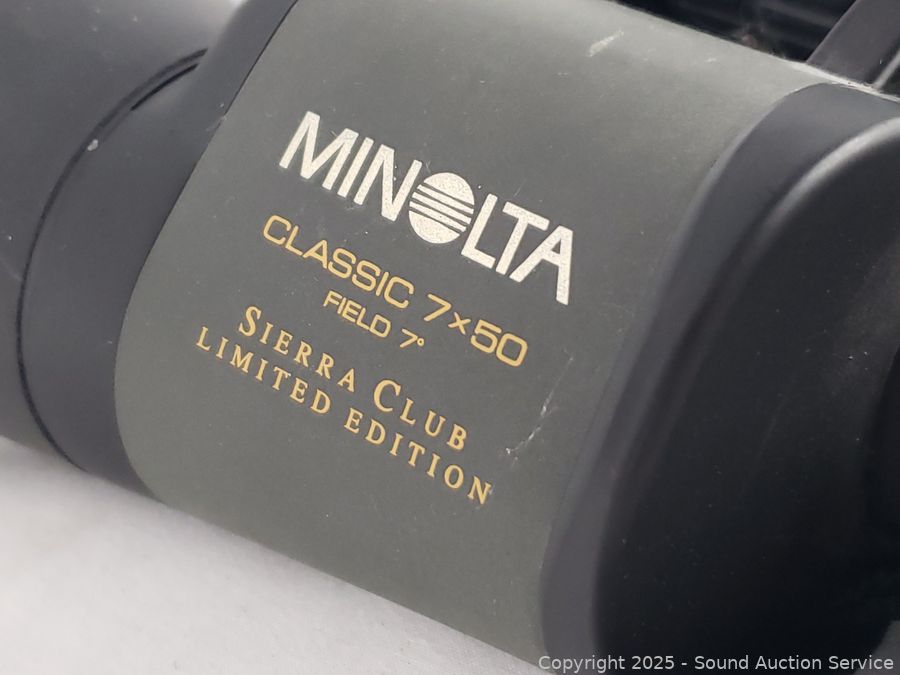 MINOLTA
CLASSIC 7×50
FIELD 7°
SIERRA CLUB
LIMITED EDITION
Copyright © 2025 - Sound Auction Service